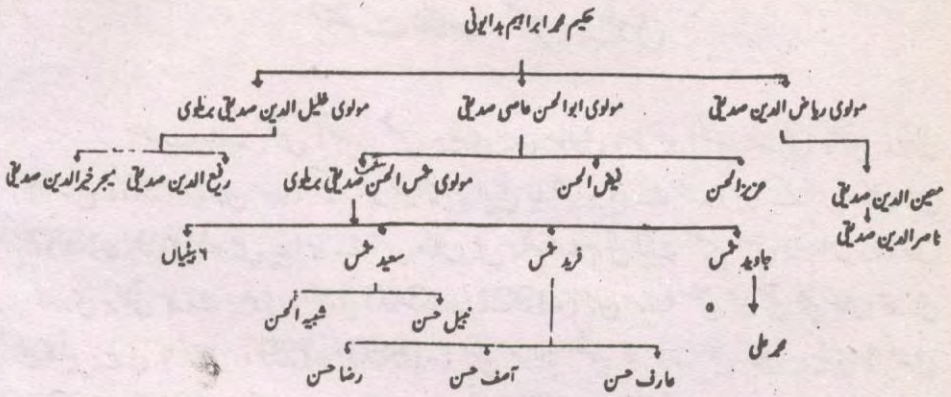 حکیم محمد ابراہیم بدایونی
مولوی ریاض الدین صدیقی مولوی ابوالحسن عاصی صدیقی مولوی خلیل الدین صدیقی بریلوی
معین الدین صدیقی عزیز الحسن فیض الحسن مولوی شمس الحسن شمس صدیقی بریلوی رفیع الدین صدیقی میجر خیر الدین صدیقی
ناصر الدین صدیقی
جاوید شمس فرید شمس سعید شمس ۶ بیٹیاں
نبیل حسن شبیہ الحسن
محمد علی
عارف حسن آصف حسن رضا حسن